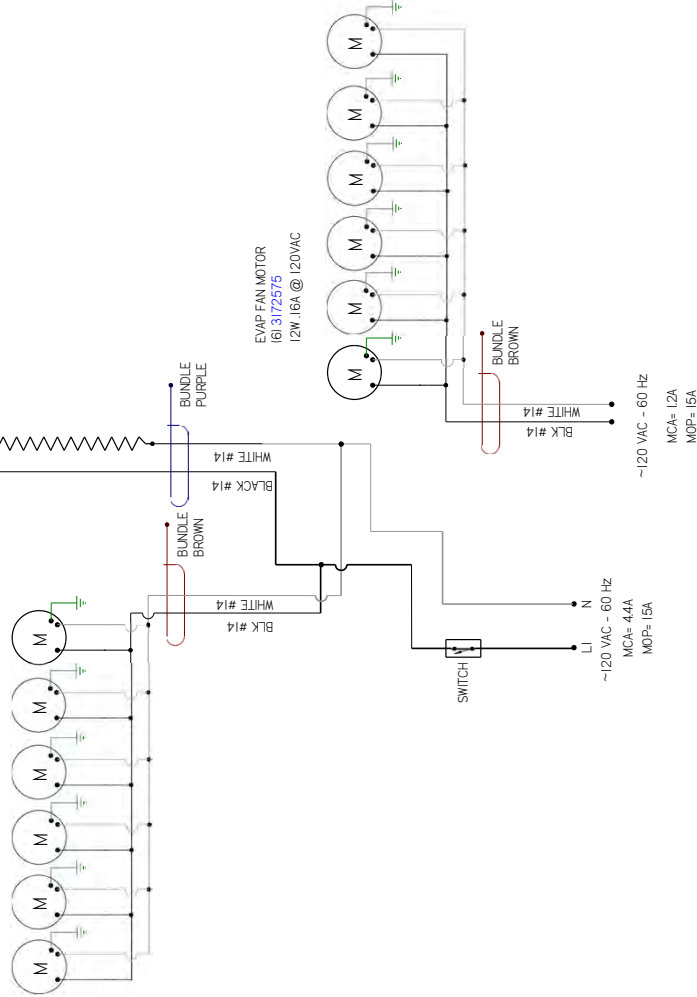 M
M
M
M
M
M
BUNDLE
BROWN
BLK #14
WHITE #14
BUNDLE
PURPLE
BLACK #14
WHITE #14
SWITCH
L1
N
~120 VAC - 60 Hz
MCA= 4.4A
MOP= 15A
EVAP FAN MOTOR
(6) 3172575
12W .16A @ 120VAC
M
M
M
M
M
M
BUNDLE
BROWN
BLK #14
WHITE #14
~120 VAC - 60 Hz
MCA= 1.2A
MOP= 15A